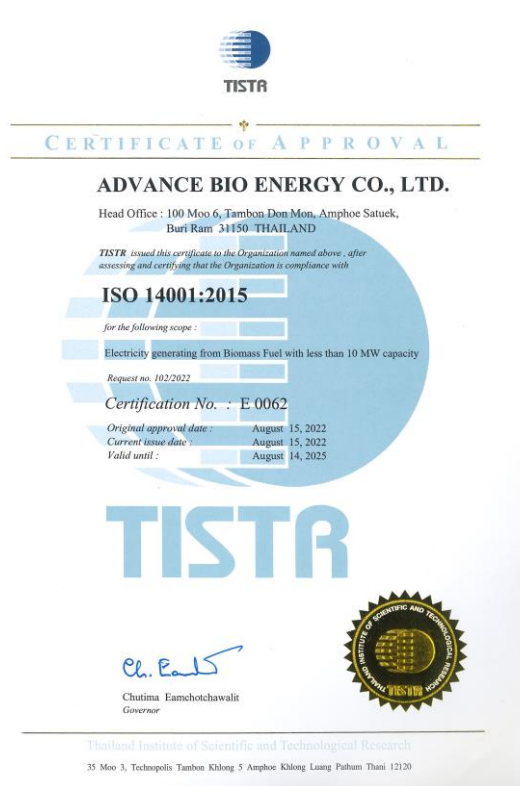 TISTR
CERTIFICATE OF APPROVAL
ADVANCE BIO ENERGY CO., LTD.
Head Office : 100 Moo 6, Tambon Don Mon, Amphoe Satuek,
Buri Ram 31150 THAILAND
TISTR issued this certificate to the Organization named above , after
assessing and certifying that the Organization is compliance with
ISO 14001:2015
for the following scope :
Electricity generating from Biomass Fuel with less than 10 MW capacity
Request no. 102/2022
Certification No. : E 0062
Original approval date : August 15, 2022
Current issue date : August 15, 2022
Valid until : August 14, 2025
TISTR
THAILAND INSTITUTE OF SCIENTIFIC AND TECHNOLOGICAL RESEARCH
TISTR
Ch. Eam
Chutima Eamchotchawalit
Governor
Thailand Institute of Scientific and Technological Research
35 Moo 3, Technopolis Tambon Khlong 5 Amphoe Khlong Luang Pathum Thani 12120